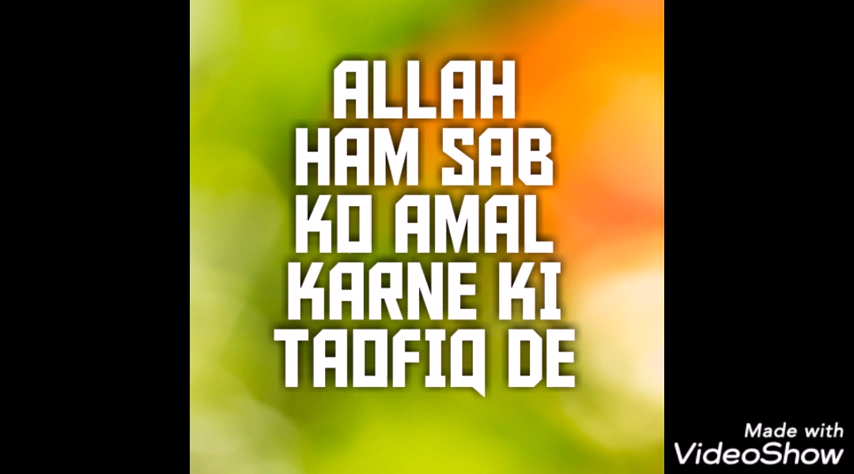 ALLAH
HAM SAB
KO AMAL
KARNE KI
TAOFIQ DE
Made with
VideoShow